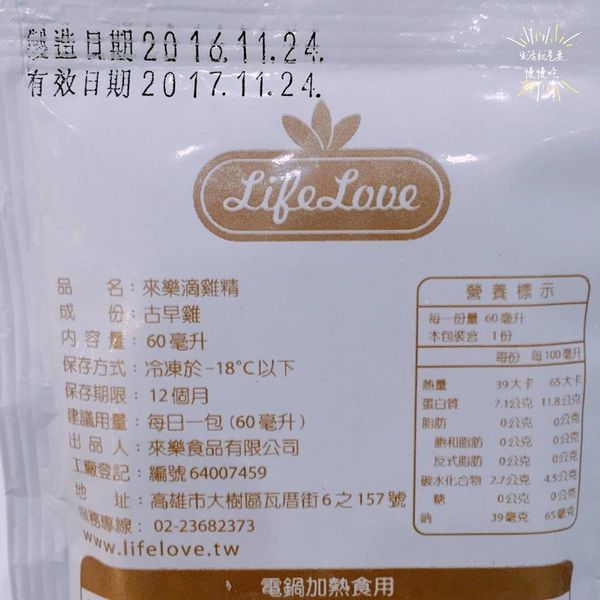 製造日期 2016.11.24.
有效日期 2017.11.24.
生活就是要
慢慢吃
LifeLove
品 名：來樂滴雞精
成 份：古早雞
內容量：60毫升
保存方式：冷凍於-18°C以下
保存期限：12個月
建議用量：每日一包(60毫升)
出品人：來樂食品有限公司
工廠登記：編號64007459
地 址：高雄市大樹區瓦厝街6之157號
服務專線：02-23682373
www.lifelove.tw
營養標示
每一份量 60毫升
本包裝含 1份
每份 每100毫升
熱量 39大卡 65大卡
蛋白質 7.1公克 11.8公克
脂肪 0公克 0公克
飽和脂肪 0公克 0公克
反式脂肪 0公克 0公克
碳水化合物 2.7公克 4.5公克
糖 0公克 0公克
鈉 39毫克 65毫克
電鍋加熱食用